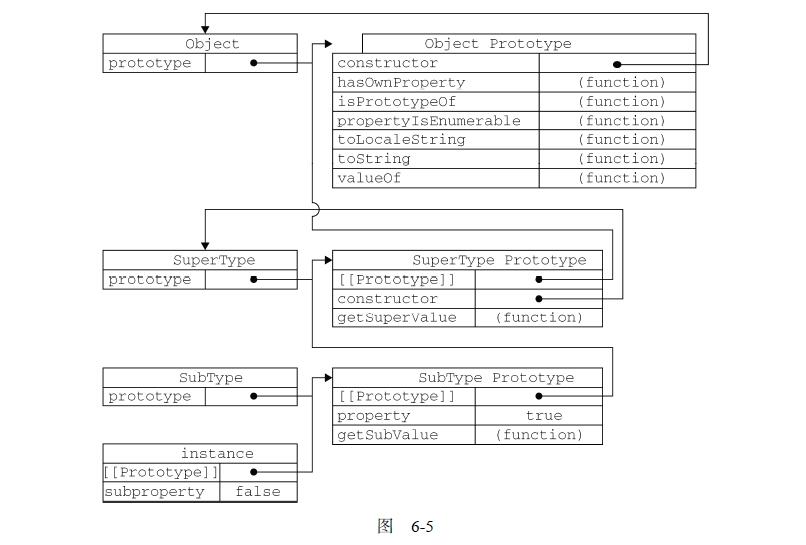 Object
prototype
Object Prototype
constructor
hasOwnProperty (function)
isPrototypeOf (function)
propertyIsEnumerable (function)
toLocaleString (function)
toString (function)
valueOf (function)
SuperType
prototype
SuperType Prototype
[[Prototype]]
constructor
getSuperValue (function)
SubType
prototype
SubType Prototype
[[Prototype]]
property true
getSubValue (function)
instance
[[Prototype]]
subproperty false
图 6-5